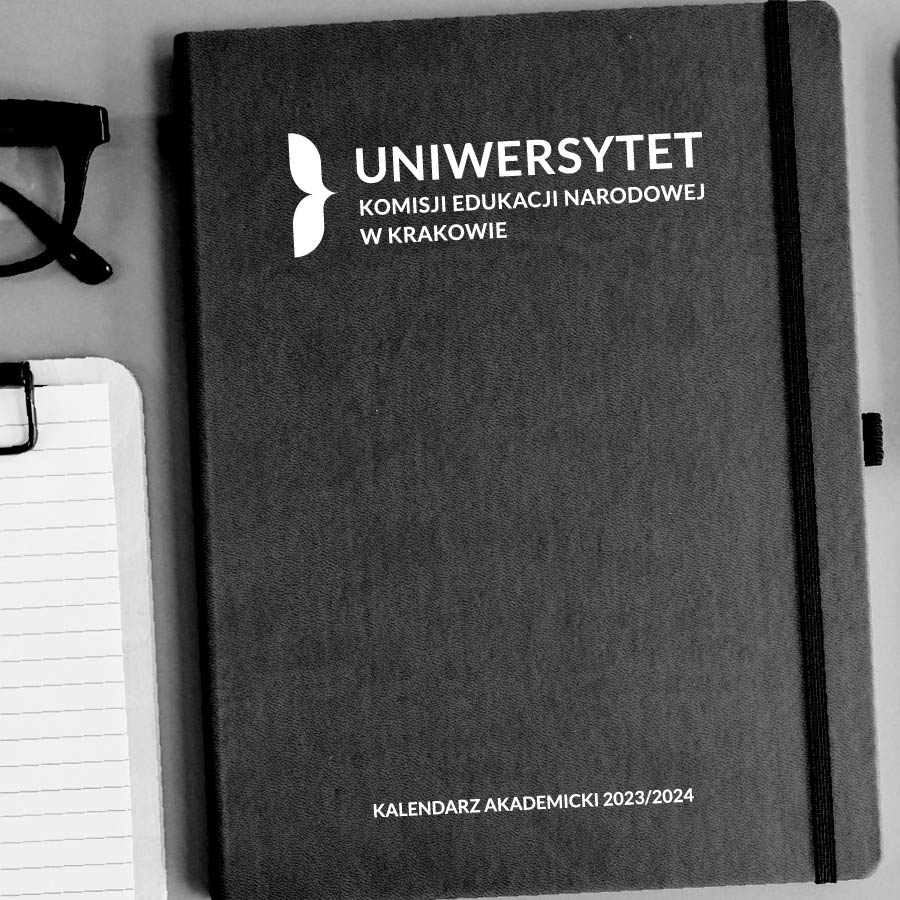 UNIWERSYTET
KOMISJI EDUKACJI NARODOWEJ
W KRAKOWIE
KALENDARZ AKADEMICKI 2023/2024